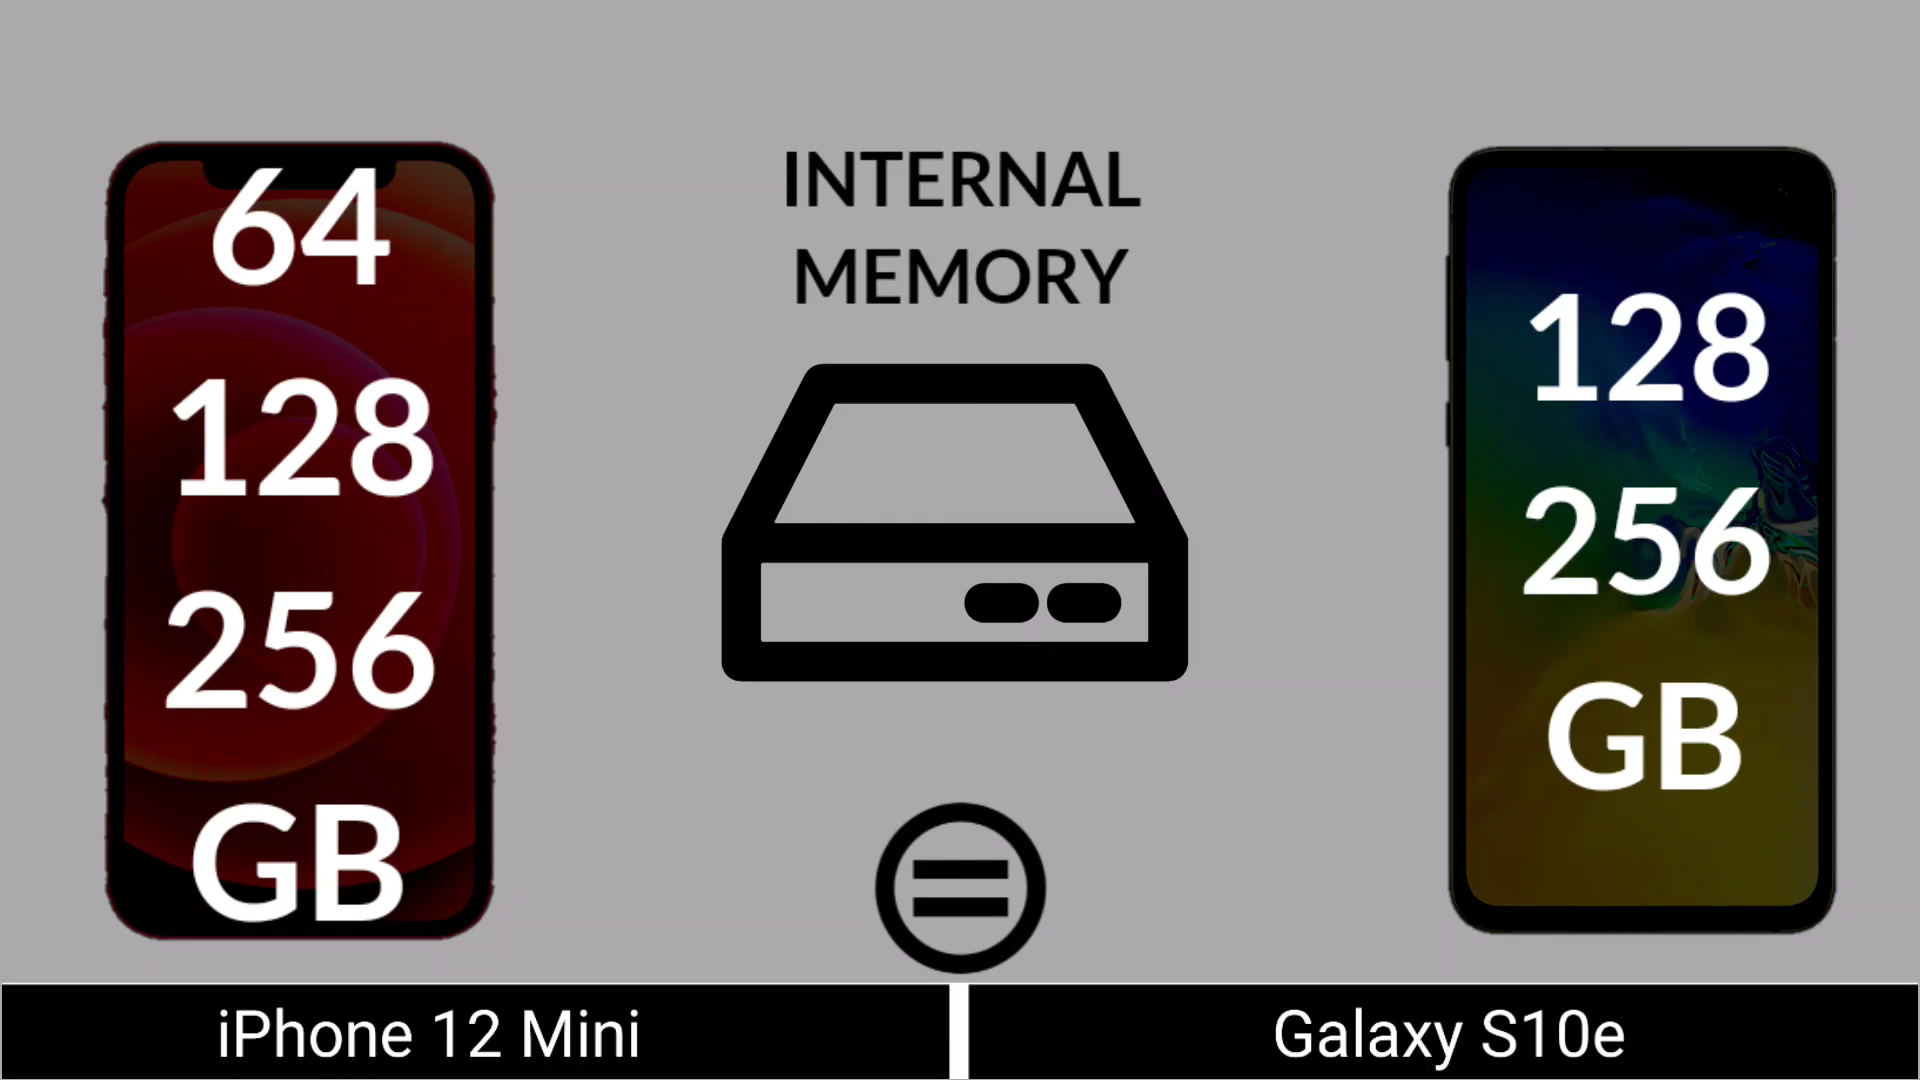 64
128
256
GB
INTERNAL
MEMORY
128
256
GB
iPhone 12 Mini
Galaxy S10e